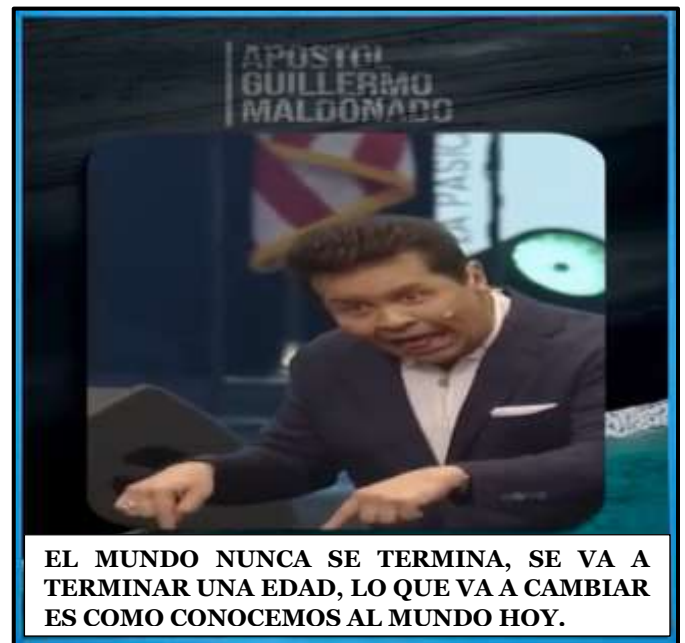 APOSTOL
GUILLERMO
MALDONADO
PASIÓ
EL MUNDO NUNCA SE TERMINA, SE VA A
TERMINAR UNA EDAD, LO QUE VA A CAMBIAR
ES COMO CONOCEMOS AL MUNDO HOY.